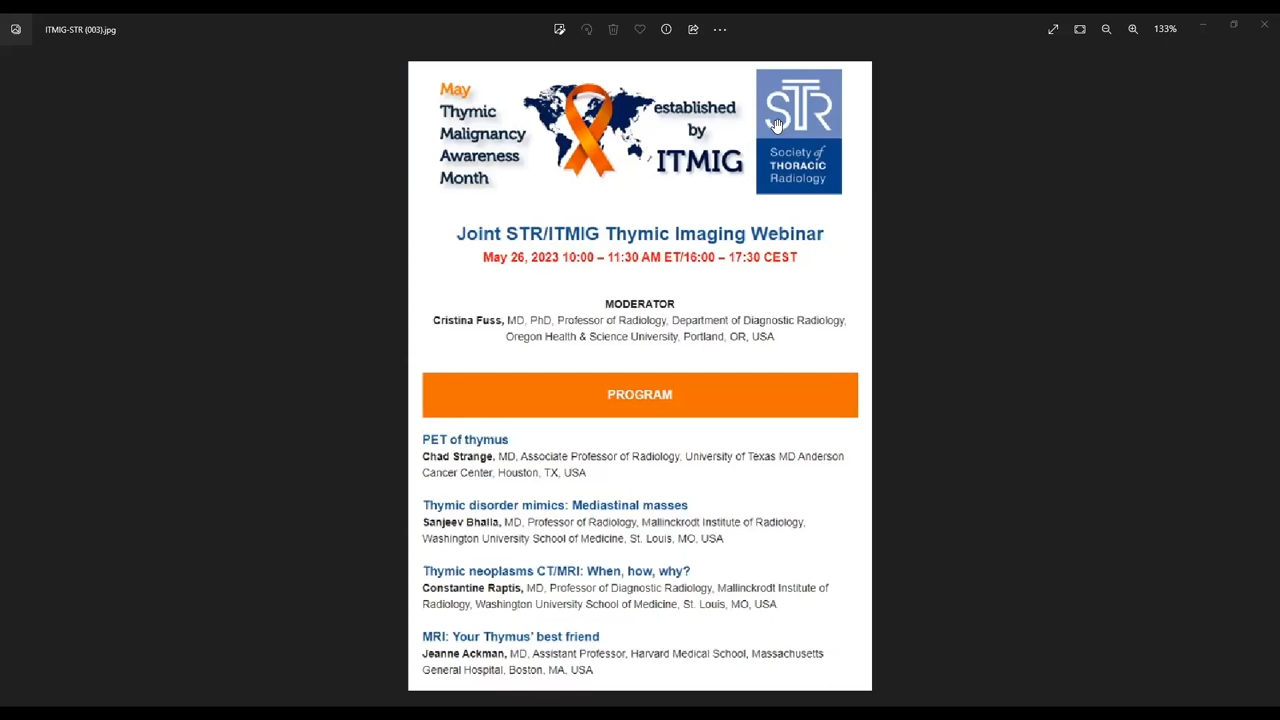 ITMIG-STR (003).jpg
133%
May
Thymic
Malignancy
Awareness
Month
established
by
ITMIG
STR
Society of
THORACIC
Radiology
Joint STR/ITMIG Thymic Imaging Webinar
May 26, 2023 10:00 – 11:30 AM ET/16:00 – 17:30 CEST
MODERATOR
Cristina Fuss, MD, PhD, Professor of Radiology, Department of Diagnostic Radiology,
Oregon Health & Science University, Portland, OR, USA
PROGRAM
PET of thymus
Chad Strange, MD, Associate Professor of Radiology, University of Texas MD Anderson
Cancer Center, Houston, TX, USA
Thymic disorder mimics: Mediastinal masses
Sanjeev Bhalla, MD, Professor of Radiology, Mallinckrodt Institute of Radiology,
Washington University School of Medicine, St. Louis, MO, USA
Thymic neoplasms CT/MRI: When, how, why?
Constantine Raptis, MD, Professor of Diagnostic Radiology, Mallinckrodt Institute of
Radiology, Washington University School of Medicine, St. Louis, MO, USA
MRI: Your Thymus' best friend
Jeanne Ackman, MD, Assistant Professor, Harvard Medical School, Massachusetts
General Hospital, Boston, MA, USA